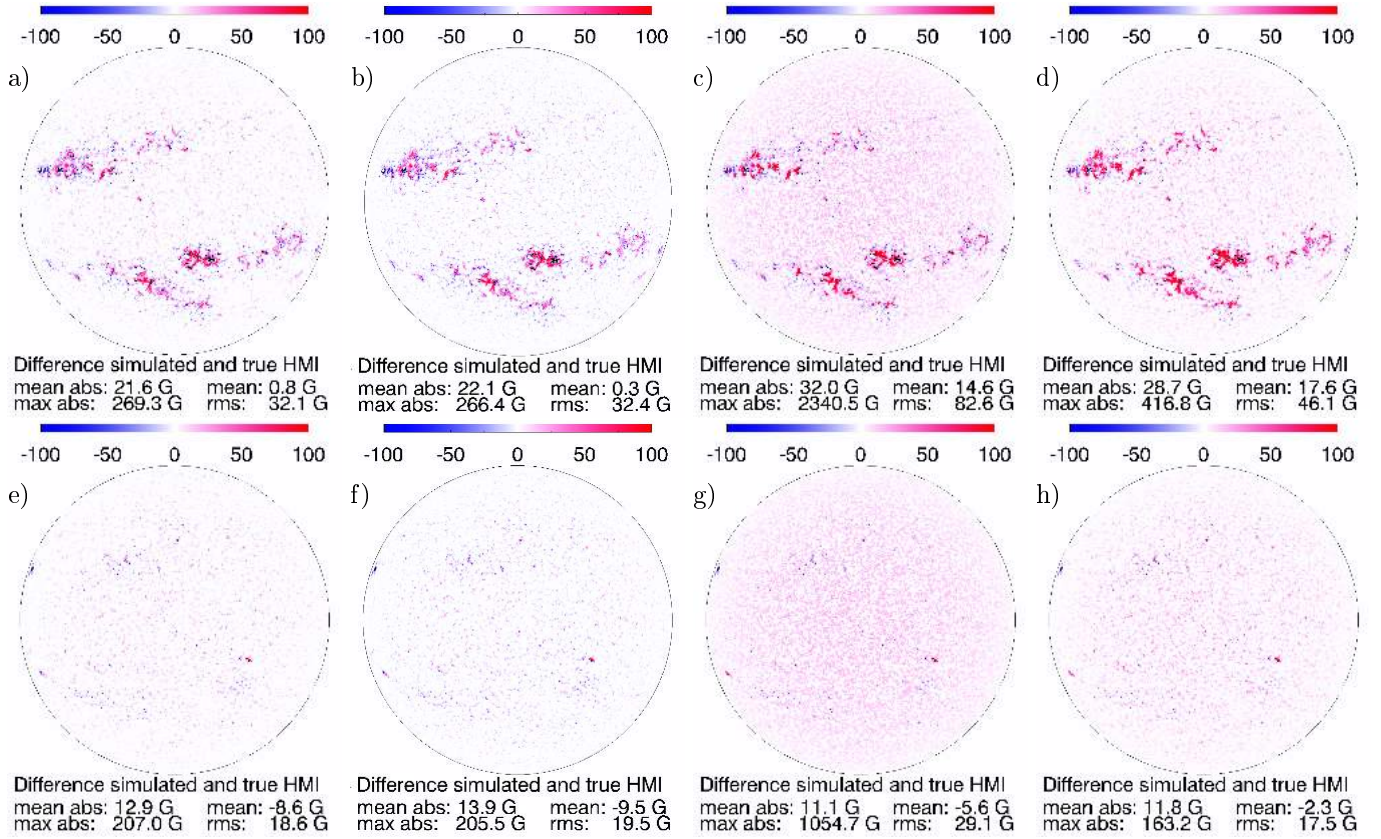 -100 -50 0 50 100 -100 -50 0 50 100 -100 -50 0 50 100 -100 -50 0 50 100
a) b) c) d)
Difference simulated and true HMI Difference simulated and true HMI Difference simulated and true HMI Difference simulated and true HMI
mean abs: 21.6 G mean: 0.8 G mean abs: 22.1 G mean: 0.3 G mean abs: 32.0 G mean: 14.6 G mean abs: 28.7 G mean: 17.6 G
max abs: 269.3 G rms: 32.1 G max abs: 266.4 G rms: 32.4 G max abs: 2340.5 G rms: 82.6 G max abs: 416.8 G rms: 46.1 G
-100 -50 0 50 100 -100 -50 0 50 100 -100 -50 0 50 100 -100 -50 0 50 100
e) f) g) h)
Difference simulated and true HMI Difference simulated and true HMI Difference simulated and true HMI Difference simulated and true HMI
mean abs: 12.9 G mean: -8.6 G mean abs: 13.9 G mean: -9.5 G mean abs: 11.1 G mean: -5.6 G mean abs: 11.8 G mean: -2.3 G
max abs: 207.0 G rms: 18.6 G max abs: 205.5 G rms: 19.5 G max abs: 1054.7 G rms: 29.1 G max abs: 163.2 G rms: 17.5 G